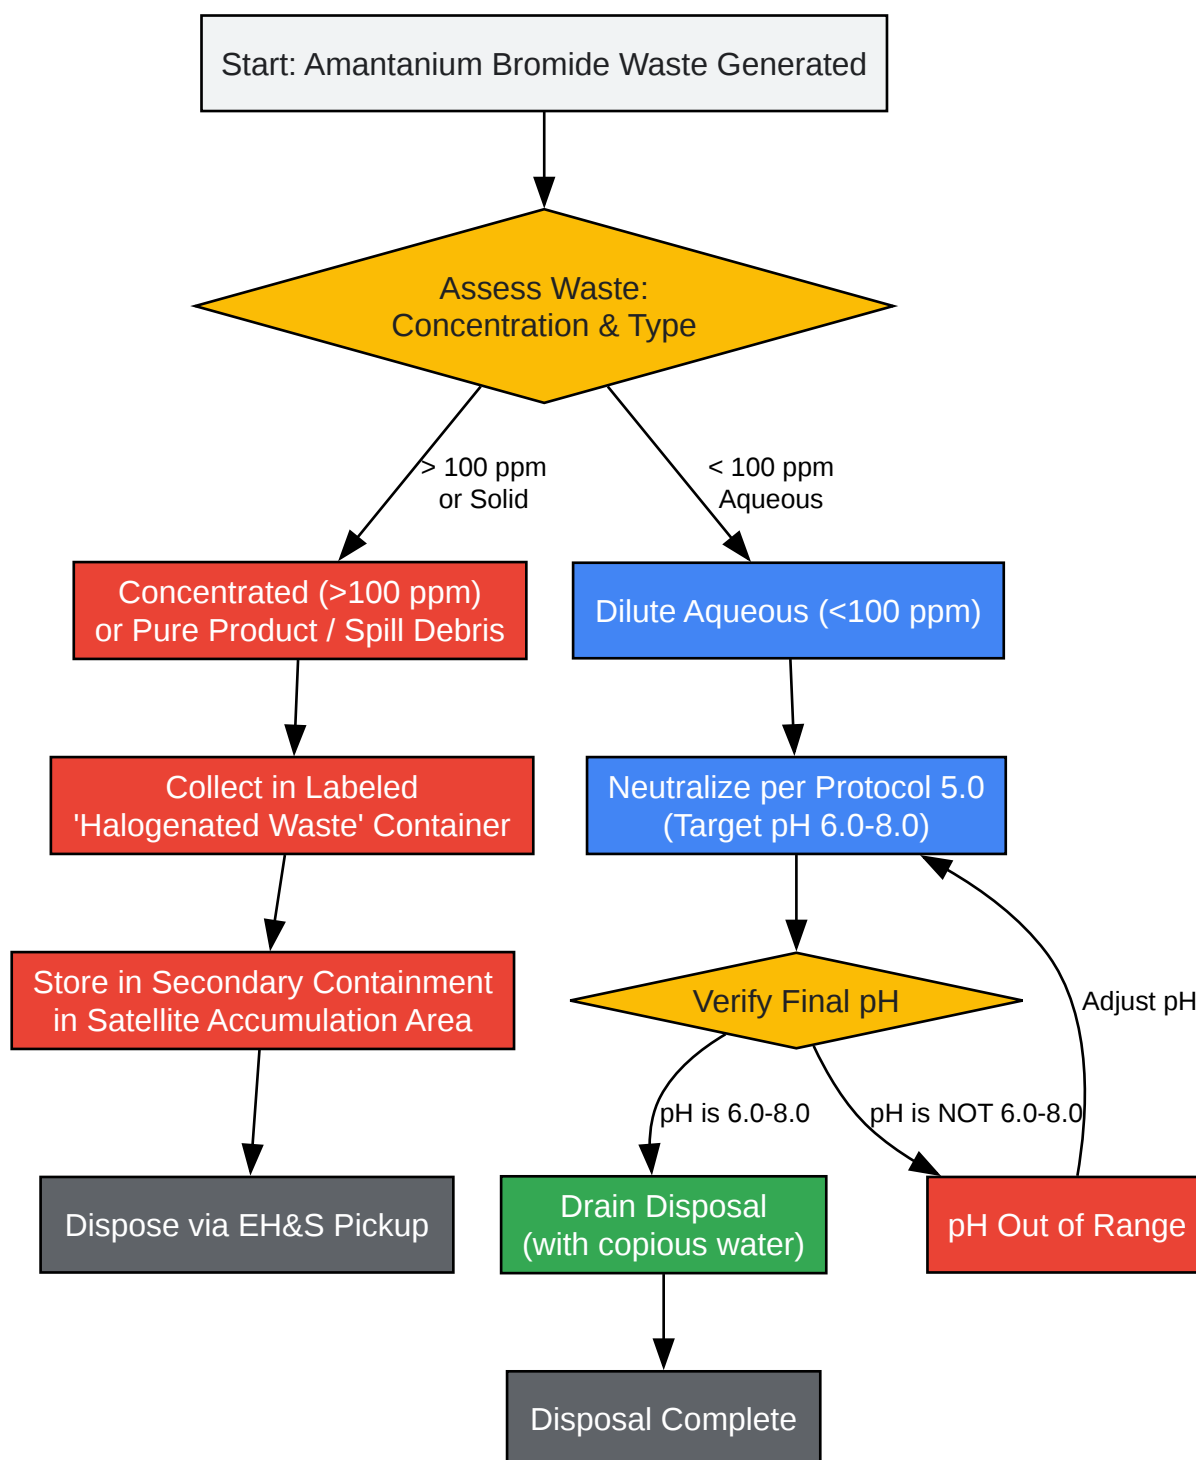 Start: Amantanium Bromide Waste Generated
Assess Waste:
Concentration & Type
> 100 ppm
or Solid
< 100 ppm
Aqueous
Concentrated (>100 ppm)
or Pure Product / Spill Debris
Dilute Aqueous (<100 ppm)
Collect in Labeled
'Halogenated Waste' Container
Neutralize per Protocol 5.0
(Target pH 6.0-8.0)
Store in Secondary Containment
in Satellite Accumulation Area
Verify Final pH
Adjust pH
pH is 6.0-8.0
pH is NOT 6.0-8.0
Dispose via EH&S Pickup
Drain Disposal
(with copious water)
pH Out of Range
Disposal Complete